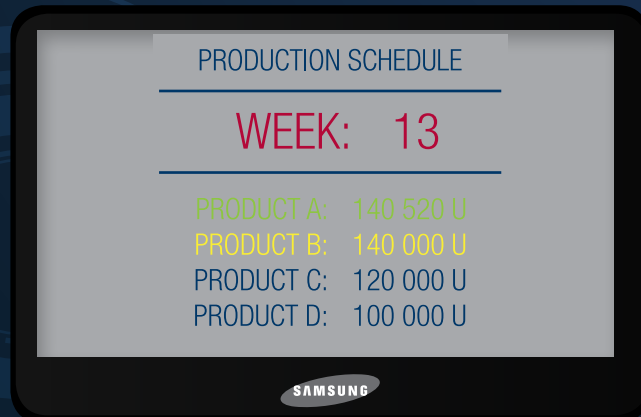 PRODUCTION SCHEDULE
WEEK: 13
PRODUCT A: 140 520 U
PRODUCT B: 140 000 U
PRODUCT C: 120 000 U
PRODUCT D: 100 000 U
SAMSUNG